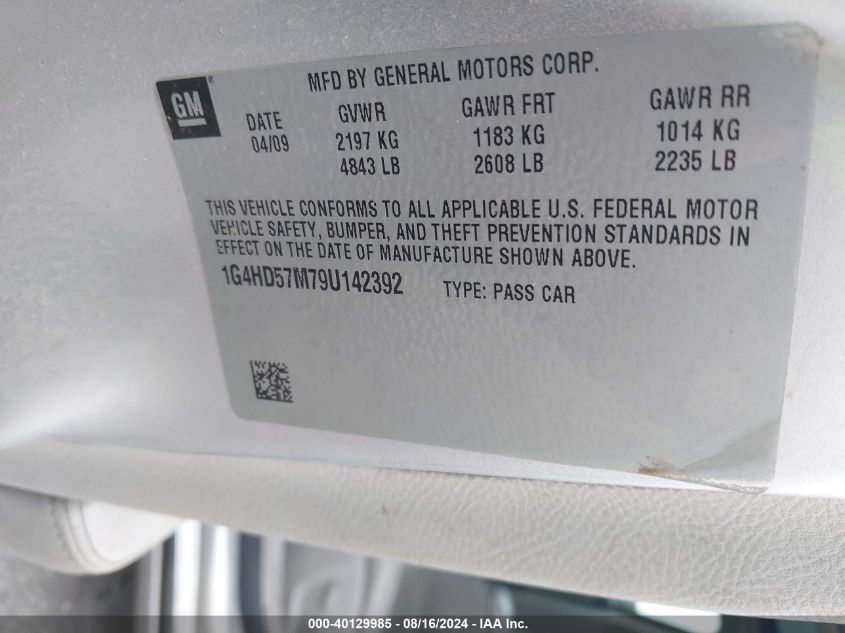 MFD BY GENERAL MOTORS CORP.
GM®
DATE GVWR GAWR FRT GAWR RR
04/09 2197 KG 1183 KG 1014 KG
4843 LB 2608 LB 2235 LB
THIS VEHICLE CONFORMS TO ALL APPLICABLE U.S. FEDERAL MOTOR
VEHICLE SAFETY, BUMPER, AND THEFT PREVENTION STANDARDS IN
EFFECT ON THE DATE OF MANUFACTURE SHOWN ABOVE.
1G4HD57M79U142392 TYPE: PASS CAR
000-40129985 - 08/16/2024 - IAA Inc.